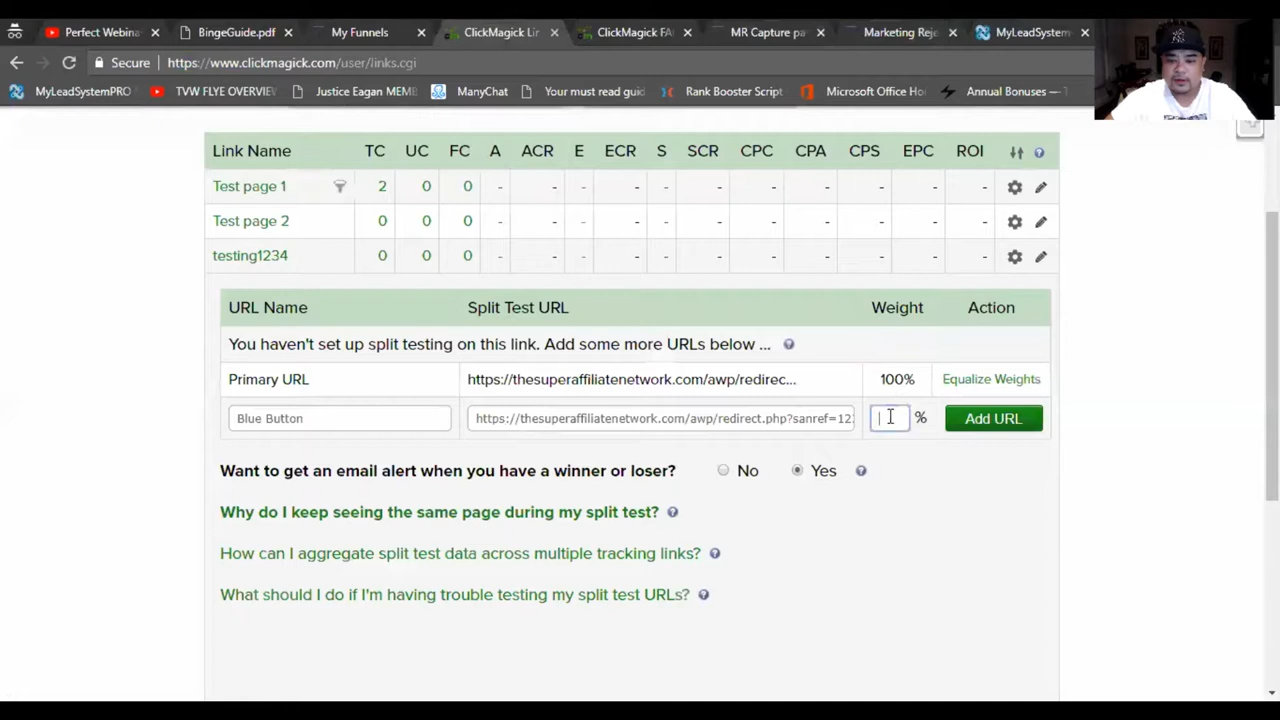 Perfect Webina
BingeGuide.pdf
My Funnels
ClickMagick Lin
ClickMagick FA
MR Capture pa
Marketing Reje
MyLeadSystem
Secure
https://www.clickmagick.com/user/links.cgi
MyLeadSystemPRO
TVW FLYE OVERVIEW
Justice Eagan MEMB
ManyChat
Your must read guid
Rank Booster Script
Microsoft Office Ho
Annual Bonuses — T
Link Name TC UC FC A ACR E ECR S SCR CPC CPA CPS EPC ROI
Test page 1 2 0 0 - - - - - - - - - - -
Test page 2 0 0 0 - - - - - - - - - - -
testing1234 0 0 0 - - - - - - - - - - -
URL Name Split Test URL Weight Action
You haven't set up split testing on this link. Add some more URLs below ...
Primary URL https://thesuperaffiliatenetwork.com/awp/redirec... 100% Equalize Weights
Blue Button https://thesuperaffiliatenetwork.com/awp/redirect.php?sanref=12 % Add URL
Want to get an email alert when you have a winner or loser? No Yes
Why do I keep seeing the same page during my split test?
How can I aggregate split test data across multiple tracking links?
What should I do if I'm having trouble testing my split test URLs?